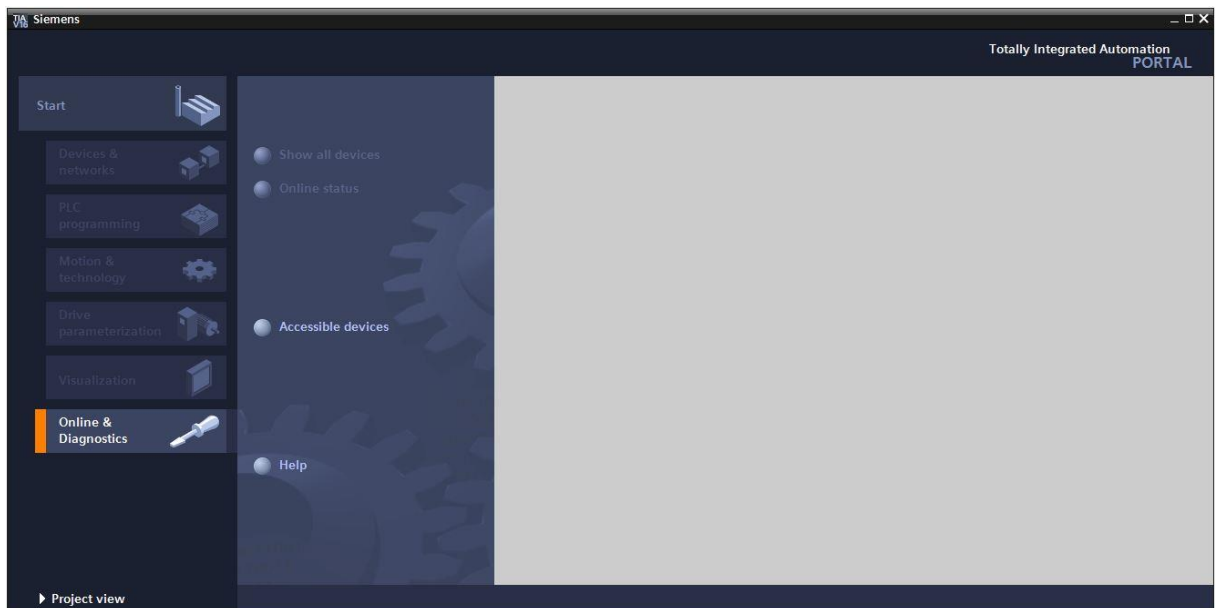 TIA
V16
Siemens
Totally Integrated Automation
PORTAL
Start
Devices &
networks
PLC
programming
Motion &
technology
Drive
parameterization
Visualization
Online &
Diagnostics
Show all devices
Online status
Accessible devices
Help
Project view